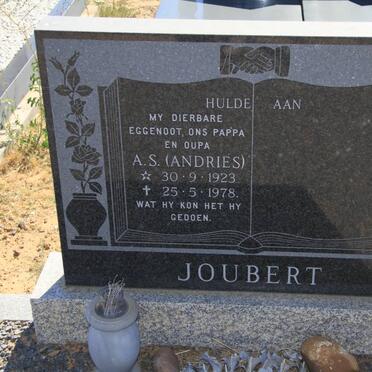 HULDE AAN
MY DIERBARE
EGGENOOT, ONS PAPPA
EN OUPA
A.S. (ANDRIES)
☆ 30·9·1923
✝ 25·5·1978
WAT HY KON HET HY
GEDOEN.
JOUBERT